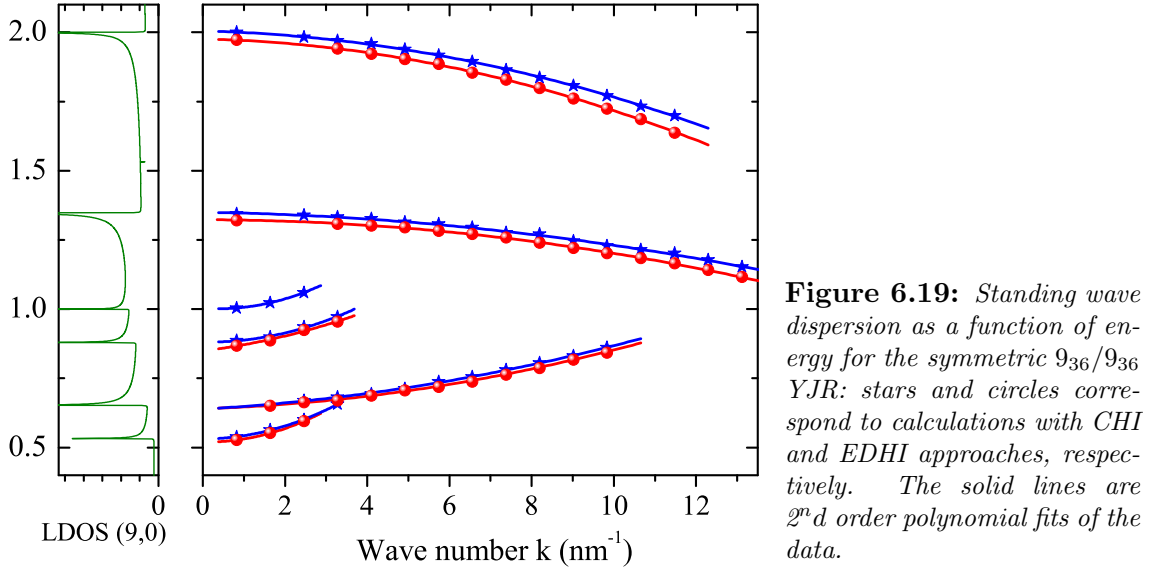 2.0
1.5
1.0
0.5
0
LDOS (9,0)
0 2 4 6 8 10 12
Wave number k (nm⁻¹)
Figure 6.19: Standing wave
dispersion as a function of en-
ergy for the symmetric 9₃₆/9₃₆
YJR: stars and circles corre-
spond to calculations with CHI
and EDHI approaches, respec-
tively. The solid lines are
2ⁿd order polynomial fits of the
data.